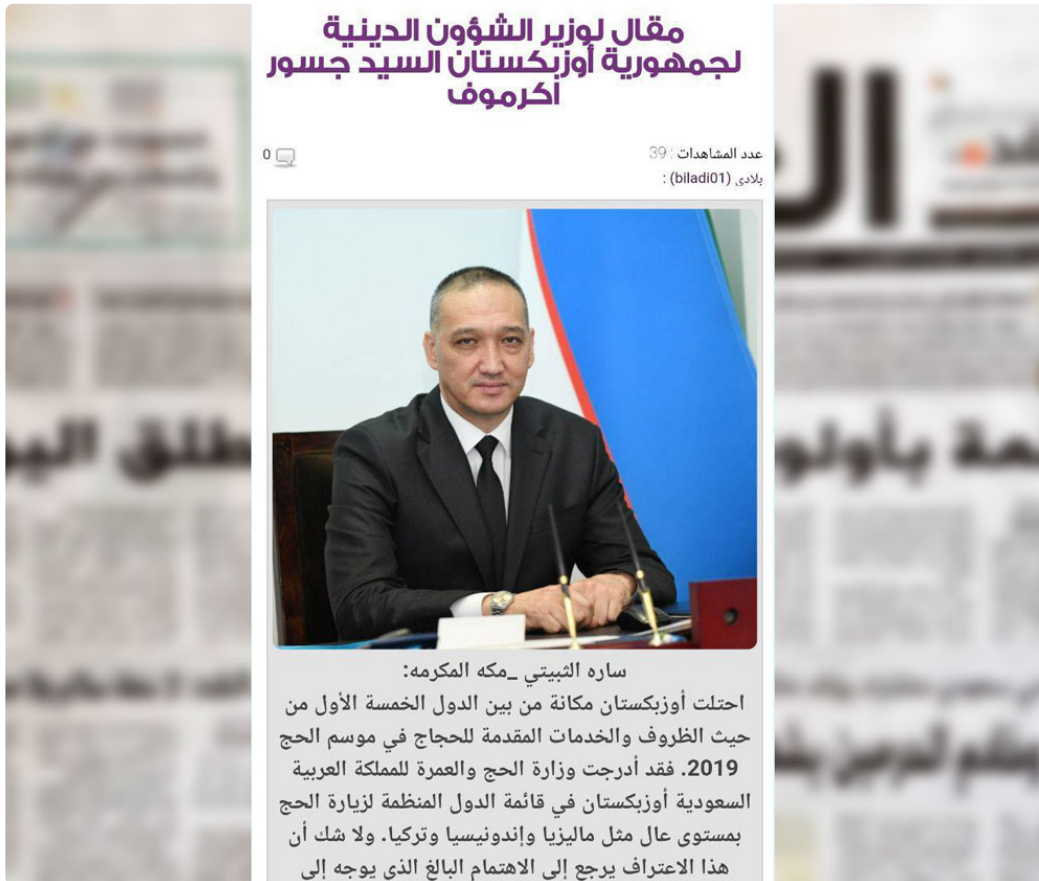 مقال لوزير الشؤون الدينية
لجمهورية أوزبكستان السيد جسور
اكرموف
عدد المشاهدات : 39
0
بلادى (biladi01) :
ساره الثبيتي _مكه المكرمه:
احتلت أوزبكستان مكانة من بين الدول الخمسة الأول من
حيث الظروف والخدمات المقدمة للحجاج في موسم الحج
2019. فقد أدرجت وزارة الحج والعمرة للمملكة العربية
السعودية أوزبكستان في قائمة الدول المنظمة لزيارة الحج
بمستوى عال مثل ماليزيا وإندونيسيا وتركيا. ولا شك أن
هذا الاعتراف يرجع إلى الاهتمام البالغ الذي يوجه إلى